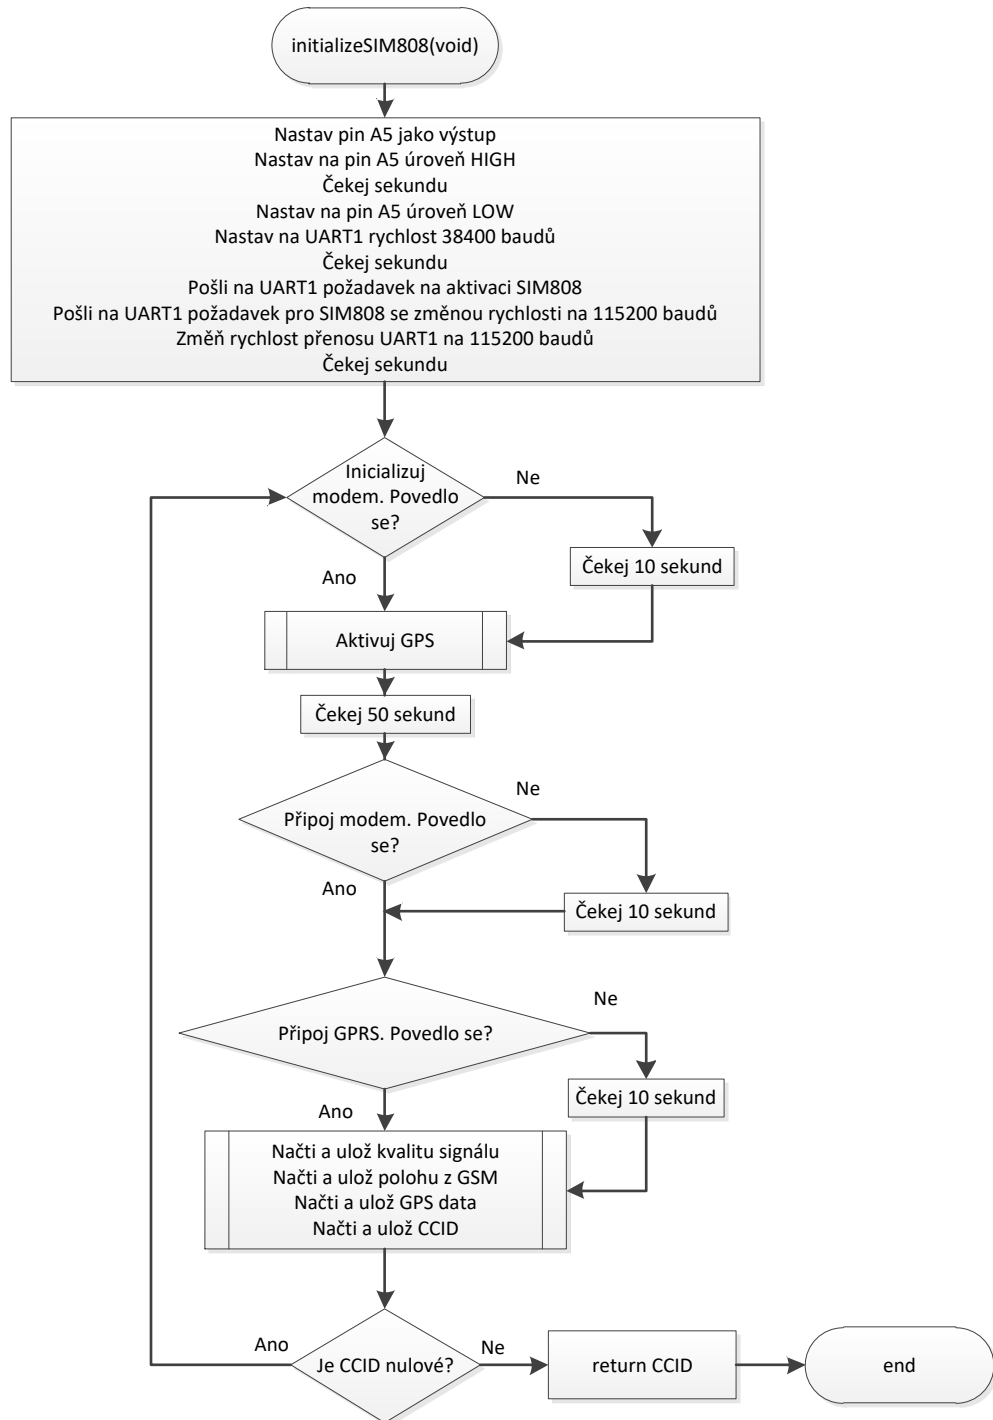 initializeSIM808(void)
Nastav pin A5 jako výstup
Nastav na pin A5 úroveň HIGH
Čekej sekundu
Nastav na pin A5 úroveň LOW
Nastav na UART1 rychlost 38400 baudů
Čekej sekundu
Pošli na UART1 požadavek na aktivaci SIM808
Pošli na UART1 požadavek pro SIM808 se změnou rychlosti na 115200 baudů
Změň rychlost přenosu UART1 na 115200 baudů
Čekej sekundu
Inicializuj
modem. Povedlo
se?
Ne
Čekej 10 sekund
Ano
Aktivuj GPS
Čekej 50 sekund
Připoj modem. Povedlo
se?
Ne
Čekej 10 sekund
Ano
Připoj GPRS. Povedlo se?
Ne
Čekej 10 sekund
Ano
Načti a ulož kvalitu signálu
Načti a ulož polohu z GSM
Načti a ulož GPS data
Načti a ulož CCID
Je CCID nulové?
Ano
Ne
return CCID
end